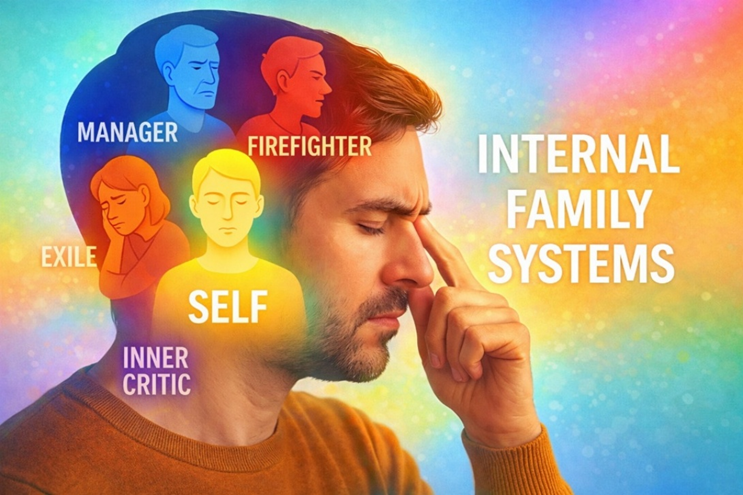 MANAGER
FIREFIGHTER
EXILE
SELF
INNER
CRITIC
INTERNAL
FAMILY
SYSTEMS